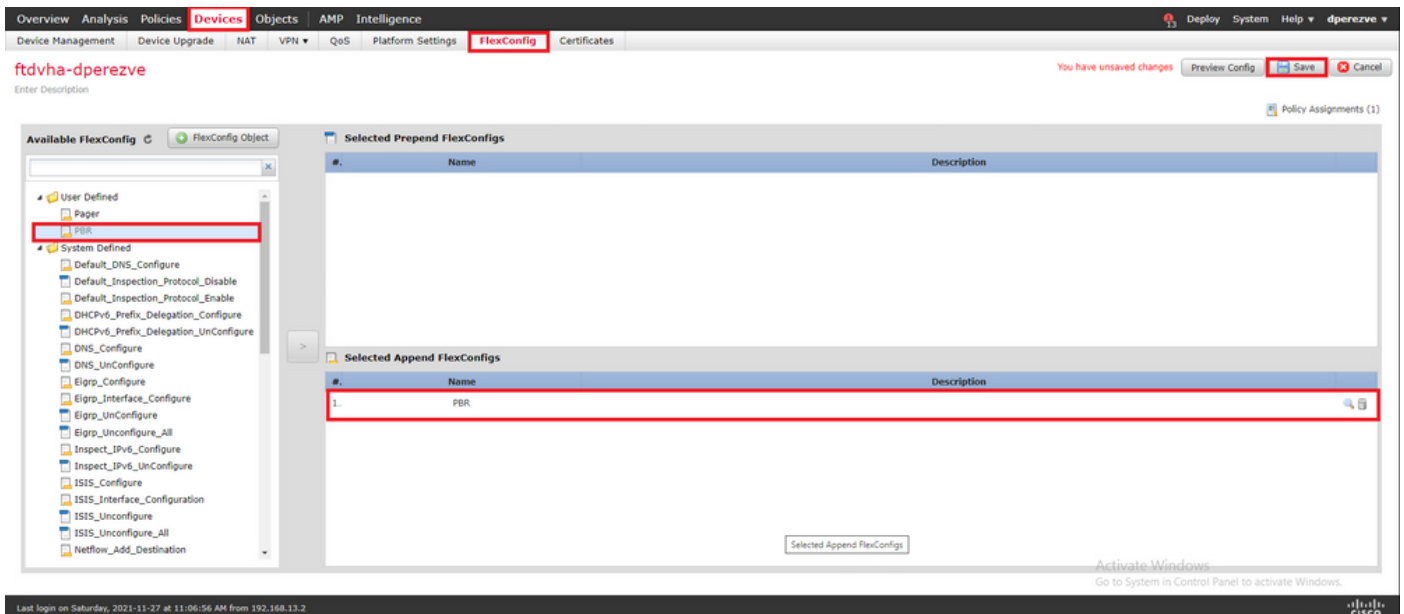 Overview Analysis Policies Devices Objects AMP Intelligence 13 Deploy System Help dperezve
Device Management Device Upgrade NAT VPN QoS Platform Settings FlexConfig Certificates
ftdvha-dperezve
You have unsaved changes Preview Config Save Cancel
Enter Description
Policy Assignments (1)
Available FlexConfig FlexConfig Object
User Defined
Paper
PBR
System Defined
Default_DNS_Configure
Default_Inspection_Protocol_Disable
Default_Inspection_Protocol_Enable
DHCPv6_Prefix_Delegation_Configure
DHCPv6_Prefix_Delegation_UnConfigure
DNS_Configure
DNS_UnConfigure
Eigrp_Configure
Eigrp_Interface_Configure
Eigrp_UnConfigure
Eigrp_Unconfigure_All
Inspect_IPv6_Configure
Inspect_IPv6_UnConfigure
ISIS_Configure
ISIS_Interface_Configuration
ISIS_Unconfigure
ISIS_Unconfigure_All
Netflow_Add_Destination
>
Selected Prepend FlexConfigs
#. Name Description
Selected Append FlexConfigs
#. Name Description
1. PBR
Selected Append FlexConfigs
Activate Windows
Go to System in Control Panel to activate Windows.
Last login on Saturday, 2021-11-27 at 11:06:56 AM from 192.168.13.2
CISCO